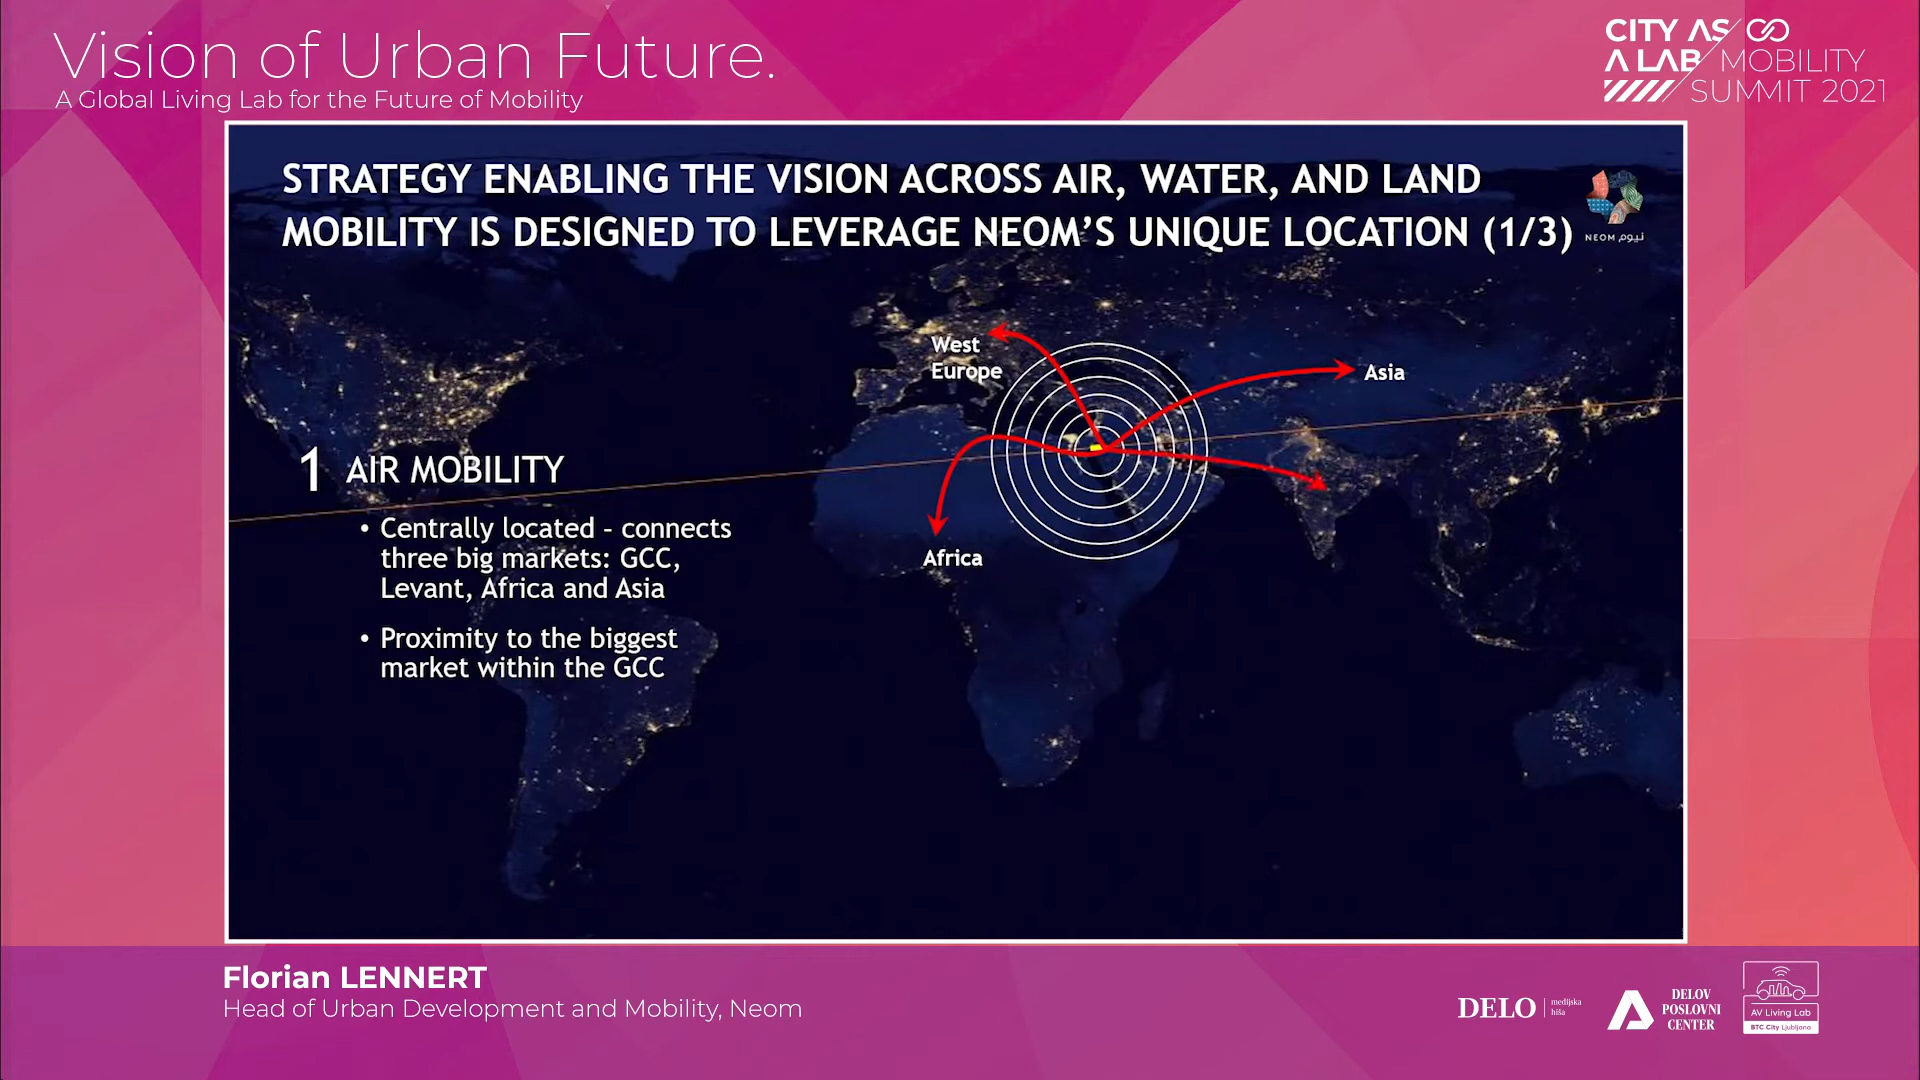 Vision of Urban Future.
A Global Living Lab for the Future of Mobility
CITY AS
A LAB MOBILITY
SUMMIT 2021
STRATEGY ENABLING THE VISION ACROSS AIR, WATER, AND LAND
MOBILITY IS DESIGNED TO LEVERAGE NEOM’S UNIQUE LOCATION (1/3)
NEOM نيوم
West
Europe
Asia
Africa
1 AIR MOBILITY
• Centrally located – connects
three big markets: GCC,
Levant, Africa and Asia
• Proximity to the biggest
market within the GCC
Florian LENNERT
Head of Urban Development and Mobility, Neom
DELO medijska
hiša
DELOV
POSLOVNI
CENTER
AV Living Lab
BTC City Ljubljana